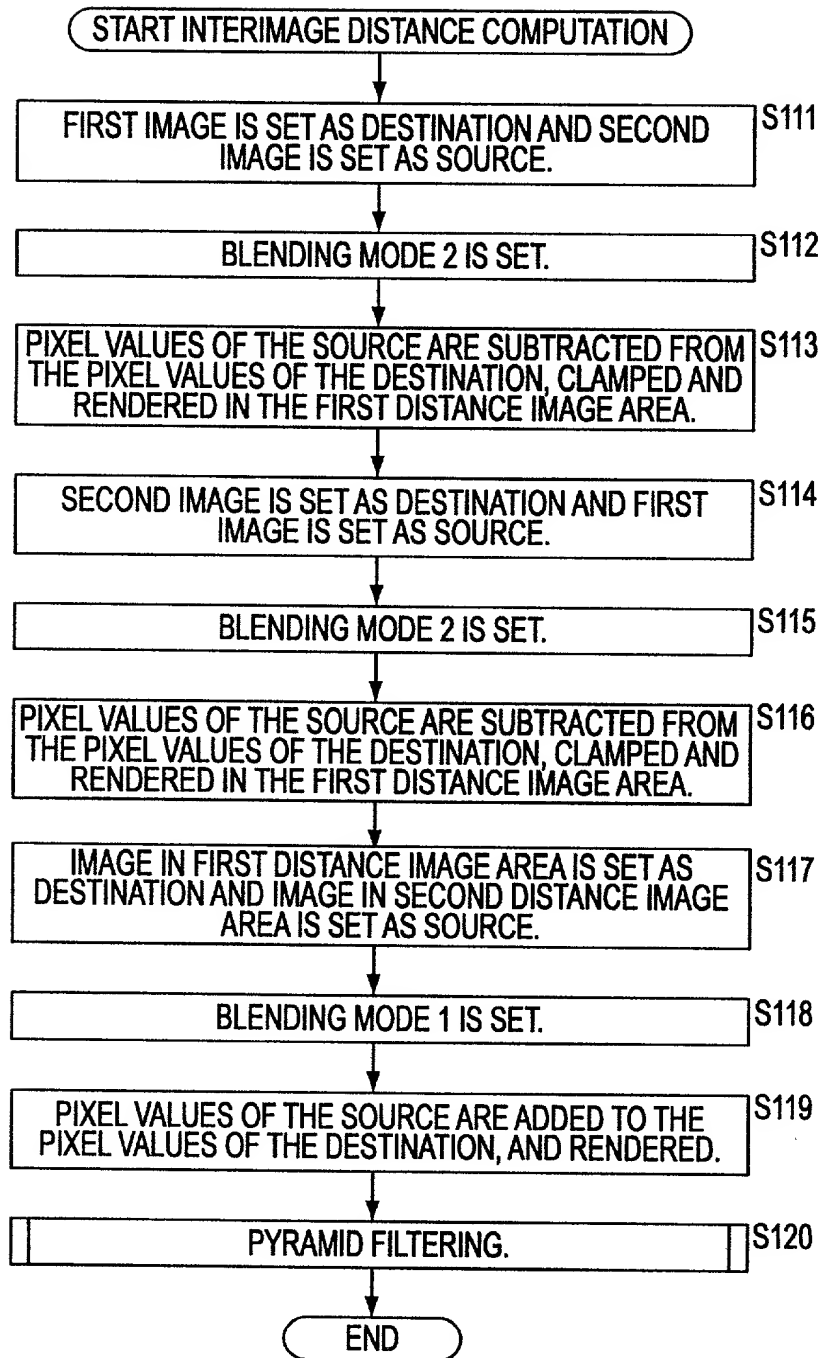 START INTERIMAGE DISTANCE COMPUTATION
S111
FIRST IMAGE IS SET AS DESTINATION AND SECOND
IMAGE IS SET AS SOURCE.
S112
BLENDING MODE 2 IS SET.
S113
PIXEL VALUES OF THE SOURCE ARE SUBTRACTED FROM
THE PIXEL VALUES OF THE DESTINATION, CLAMPED AND
RENDERED IN THE FIRST DISTANCE IMAGE AREA.
S114
SECOND IMAGE IS SET AS DESTINATION AND FIRST
IMAGE IS SET AS SOURCE.
S115
BLENDING MODE 2 IS SET.
S116
PIXEL VALUES OF THE SOURCE ARE SUBTRACTED FROM
THE PIXEL VALUES OF THE DESTINATION, CLAMPED AND
RENDERED IN THE FIRST DISTANCE IMAGE AREA.
S117
IMAGE IN FIRST DISTANCE IMAGE AREA IS SET AS
DESTINATION AND IMAGE IN SECOND DISTANCE IMAGE
AREA IS SET AS SOURCE.
S118
BLENDING MODE 1 IS SET.
S119
PIXEL VALUES OF THE SOURCE ARE ADDED TO THE
PIXEL VALUES OF THE DESTINATION, AND RENDERED.
S120
PYRAMID FILTERING.
END